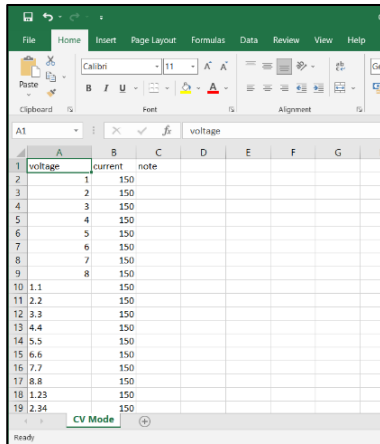 File Home Insert Page Layout Formulas Data Review View Help
Paste
Calibri 11 A A
B I U A ab
Clipboard Font Alignment
A1 fx voltage
A B C D E F G
1 voltage current note
2 1 150
3 2 150
4 3 150
5 4 150
6 5 150
7 6 150
8 7 150
9 8 150
10 1.1 150
11 2.2 150
12 3.3 150
13 4.4 150
14 5.5 150
15 6.6 150
16 7.7 150
17 8.8 150
18 1.23 150
19 2.34 150
CV Mode
Ready